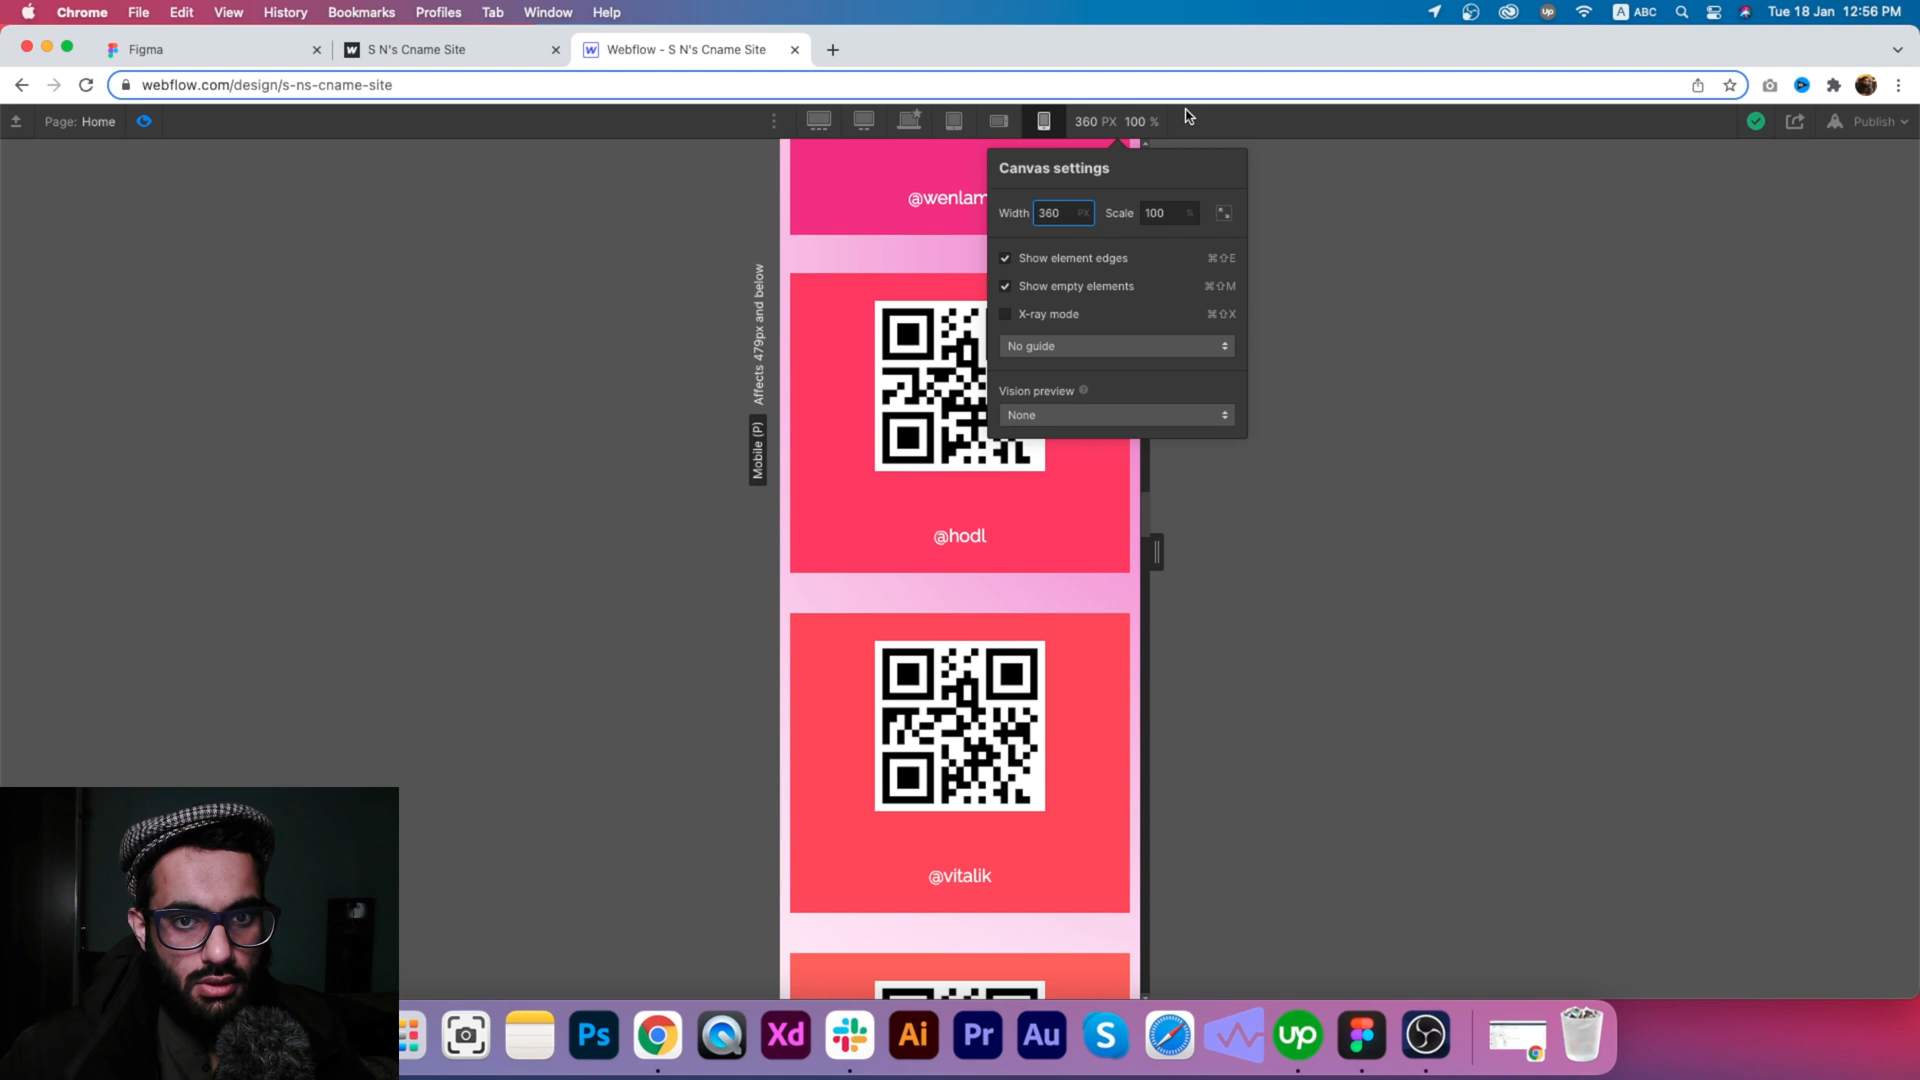 Chrome File Edit View History Bookmarks Profiles Tab Window Help
up A ABC Tue 18 Jan 12:56 PM
Figma
S N's Cname Site
Webflow - S N's Cname Site
webflow.com/design/s-ns-cname-site
Page: Home
360 PX 100 %
Publish
Canvas settings
Width 360 PX Scale 100 %
Show element edges ⌘⇧E
Show empty elements ⌘⇧M
X-ray mode ⌘⇧X
No guide
Vision preview
None
@wenlam
Affects 479px and below
Mobile (P)
@hodl
@vitalik
Ps Xd Ai Pr Au S up